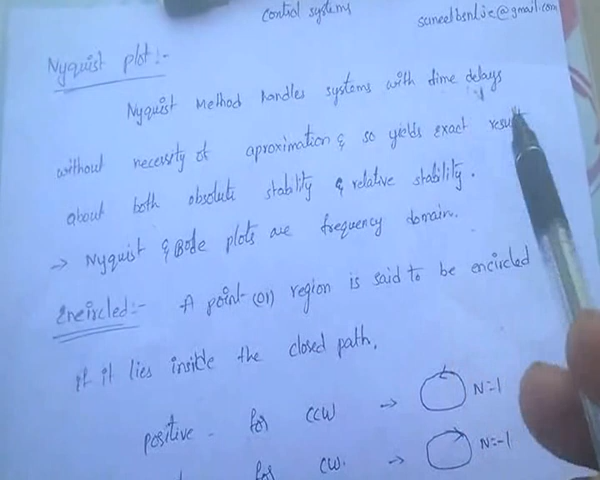 control systems
Nyquist plot:-
Nyquist Method handles systems with time delays
without necessity of aproximation & so yields exact
about both absolute stability & relative stability.
→ Nyquist & Bode plots are frequency domain.
Encircled:- A point (or) region is said to be encircled
if it lies inside the closed path.
positive - for CCW → N=1
for CW. → N=-1